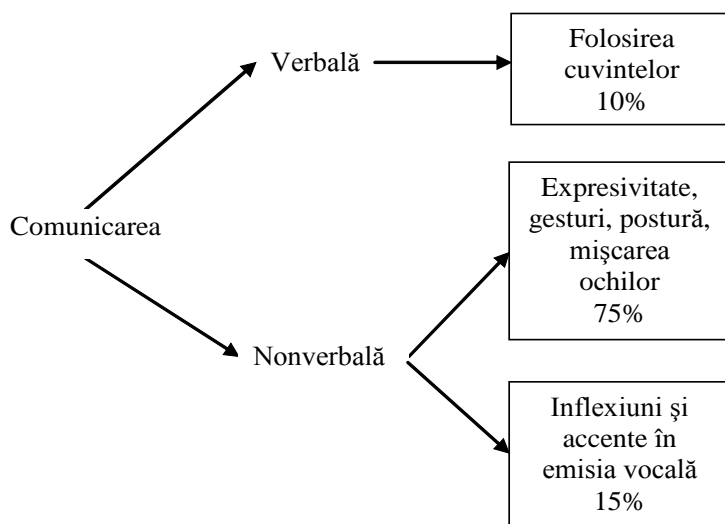 Verbală
Folosirea
cuvintelor
10%
Comunicarea
Expresivitate,
gesturi, postură,
mişcarea
ochilor
75%
Nonverbală
Inflexiuni şi
accente în
emisia vocală
15%